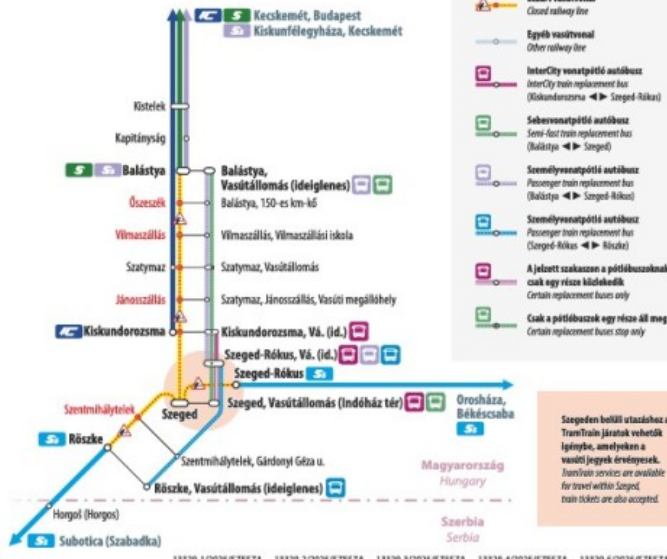 IC S Kecskemét, Budapest
S Kiskunfélegyháza, Kecskemét
Kistelek
Kapitányság
S S Balástya
Balástya,
Vasútállomás (ideiglenes)
Őszeszék
Balástya, 150-es km-kő
Vilmaszállás
Vilmaszállás, Vilmaszállási iskola
Szatymaz
Szatymaz, Vasútállomás
Jánosszállás
Szatymaz, Jánosszállás, Vasúti megállóhely
IC Kiskundorozsma
Kiskundorozsma, Vá. (id.)
Szeged-Rókus, Vá. (id.)
Szeged-Rókus
Szeged
Szeged, Vasútállomás (Indóház tér)
Orosháza,
Békéscsaba
Szentmihálytelek
Röszke
Szentmihálytelek, Gárdonyi Géza u.
Röszke, Vasútállomás (ideiglenes)
Magyarország
Hungary
Horgoš (Horgos)
Szerbia
Serbia
Subotica (Szabadka)
Closed railway line
Egyéb vasútvonal
Other railway line
InterCity vonatpótló autóbusz
InterCity train replacement bus
(Kiskundorozsma ◄► Szeged-Rókus)
Sebesvonatpótló autóbusz
Semi-fast train replacement bus
(Balástya ◄► Szeged)
Személyvonatpótló autóbusz
Passenger train replacement bus
(Balástya ◄► Szeged-Rókus)
Személyvonatpótló autóbusz
Passenger train replacement bus
(Szeged-Rókus ◄► Röszke)
A jelzett szakaszon a pótlóbuszoknak
csak egy része közlekedik
Certain replacement buses only
Csak a pótlóbuszok egy része áll meg
Certain replacement buses stop only
Szegeden belüli utazáshoz a
TramTrain járatok vehetők
igénybe, amelyeken a
vasúti jegyek érvényesek.
TramTrain services are available
for travel within Szeged,
train tickets are also accepted.